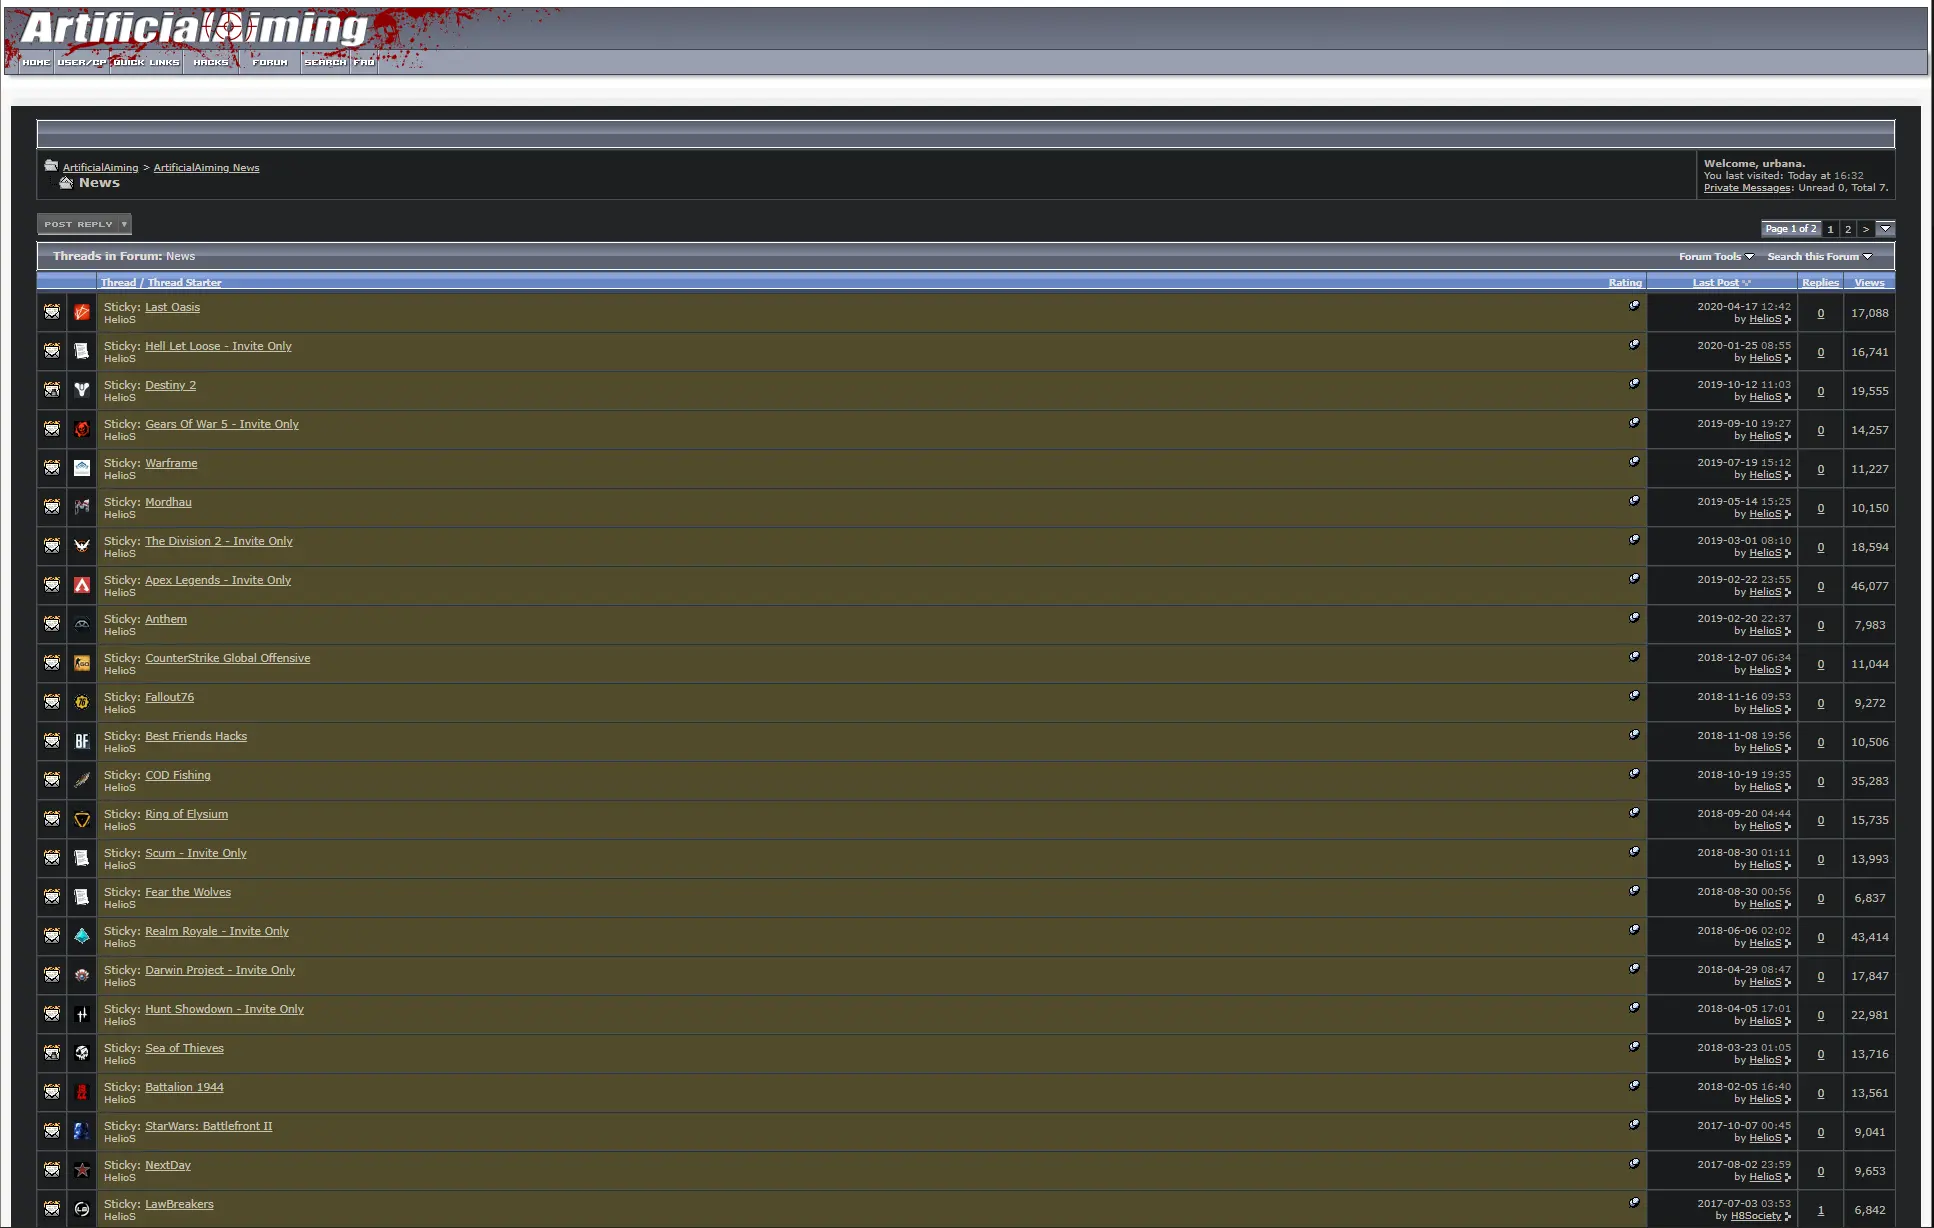 ArtificialAiming
HOME USER/CP QUICK LINKS HACKS FORUM SEARCH FAQ
ArtificialAiming > ArtificialAiming News
News
Welcome, urbana.
You last visited: Today at 16:32
Private Messages: Unread 0, Total 7.
POST REPLY
Page 1 of 2 1 2 >
Threads in Forum: News Forum Tools Search this Forum
Thread / Thread Starter Rating Last Post Replies Views
Sticky: Last Oasis 2020-04-17 12:42
HelioS by HelioS 0 17,088
Sticky: Hell Let Loose - Invite Only 2020-01-25 08:55
HelioS by HelioS 0 16,741
Sticky: Destiny 2 2019-10-12 11:03
HelioS by HelioS 0 19,555
Sticky: Gears Of War 5 - Invite Only 2019-09-10 19:27
HelioS by HelioS 0 14,257
Sticky: Warframe 2019-07-19 15:12
HelioS by HelioS 0 11,227
Sticky: Mordhau 2019-05-14 15:25
HelioS by HelioS 0 10,150
Sticky: The Division 2 - Invite Only 2019-03-01 08:10
HelioS by HelioS 0 18,594
Sticky: Apex Legends - Invite Only 2019-02-22 23:55
HelioS by HelioS 0 46,077
Sticky: Anthem 2019-02-20 22:37
HelioS by HelioS 0 7,983
Sticky: CounterStrike Global Offensive 2018-12-07 06:34
HelioS by HelioS 0 11,044
Sticky: Fallout76 2018-11-16 09:53
HelioS by HelioS 0 9,272
BF Sticky: Best Friends Hacks 2018-11-08 19:56
HelioS by HelioS 0 10,506
Sticky: COD Fishing 2018-10-19 19:35
HelioS by HelioS 0 35,283
Sticky: Ring of Elysium 2018-09-20 04:44
HelioS by HelioS 0 15,735
Sticky: Scum - Invite Only 2018-08-30 01:11
HelioS by HelioS 0 13,993
Sticky: Fear the Wolves 2018-08-30 00:56
HelioS by HelioS 0 6,837
Sticky: Realm Royale - Invite Only 2018-06-06 02:02
HelioS by HelioS 0 43,414
Sticky: Darwin Project - Invite Only 2018-04-29 08:47
HelioS by HelioS 0 17,847
Sticky: Hunt Showdown - Invite Only 2018-04-05 17:01
HelioS by HelioS 0 22,981
Sticky: Sea of Thieves 2018-03-23 01:05
HelioS by HelioS 0 13,716
Sticky: Battalion 1944 2018-02-05 16:40
HelioS by HelioS 0 13,561
Sticky: StarWars: Battlefront II 2017-10-07 00:45
HelioS by HelioS 0 9,041
Sticky: NextDay 2017-08-02 23:59
HelioS by HelioS 0 9,653
Sticky: LawBreakers 2017-07-03 03:53
HelioS by H8Society 1 6,842